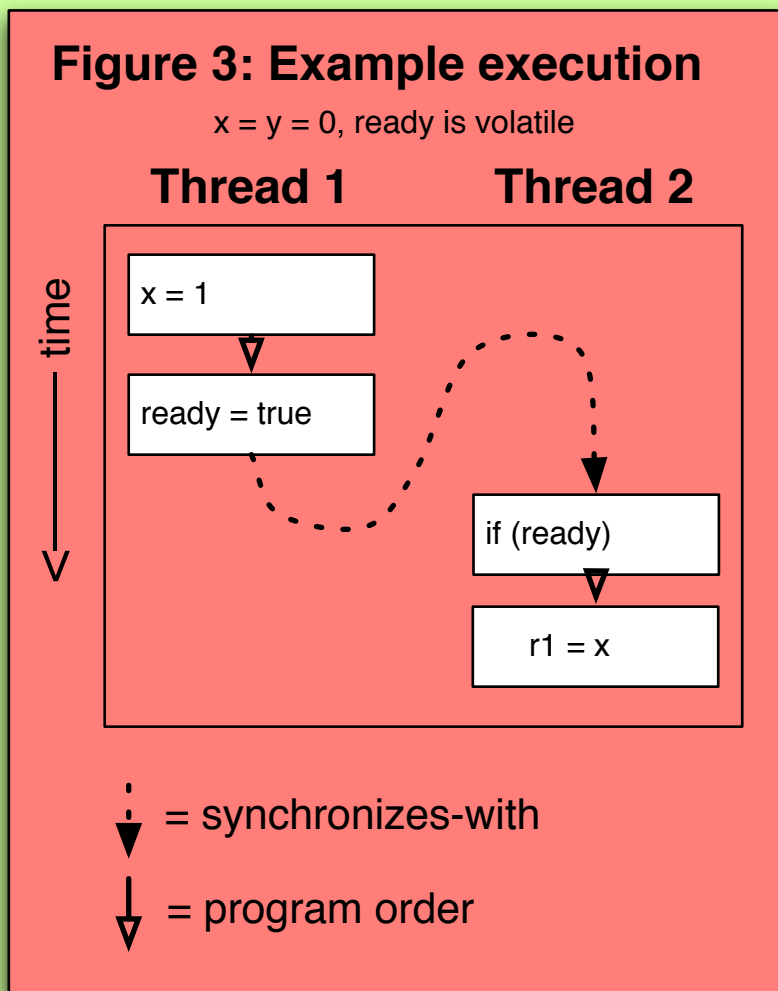 Figure 3: Example execution
x = y = 0, ready is volatile
Thread 1 Thread 2
time
x = 1
ready = true
if (ready)
r1 = x
= synchronizes-with
= program order